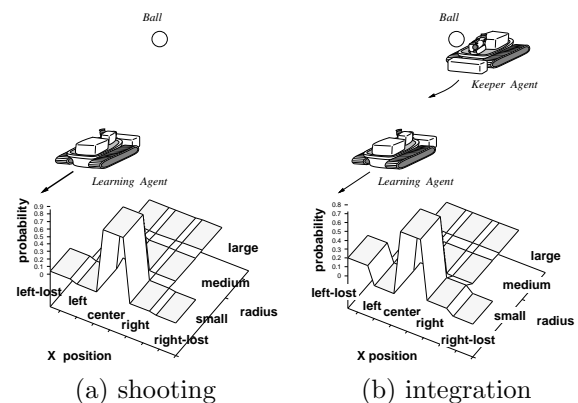 Ball
Learning Agent
probability
0.9
0.8
0.7
0.6
0.5
0.4
0.3
0.2
0.1
0
left-lost
left
center
right
right-lost
X position
small
medium
large
radius
(a) shooting
Ball
Keeper Agent
Learning Agent
probability
0.8
0.7
0.6
0.5
0.4
0.3
0.2
0.1
0
left-lost
left
center
right
right-lost
X position
small
medium
large
radius
(b) integration